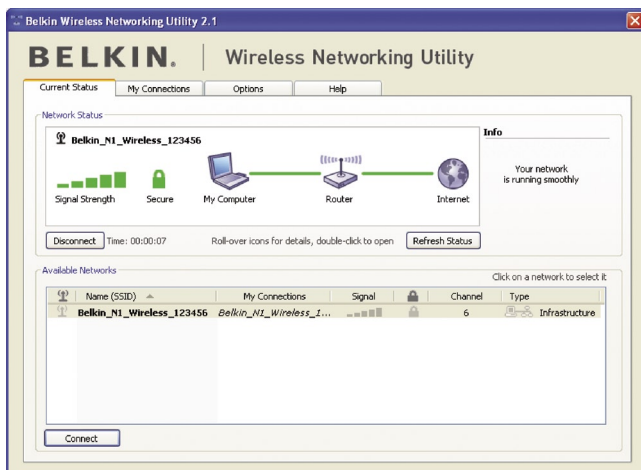 Belkin Wireless Networking Utility 2.1
BELKIN. Wireless Networking Utility
Current Status My Connections Options Help
Network Status
Belkin_N1_Wireless_123456
Info
Your network
is running smoothly
Signal Strength Secure My Computer Router Internet
Disconnect Time: 00:00:07 Roll-over icons for details, double-click to open Refresh Status
Available Networks
Click on a network to select it
Name (SSID) My Connections Signal Channel Type
Belkin_N1_Wireless_123456 Belkin_N1_Wireless_1... 6 Infrastructure
Connect